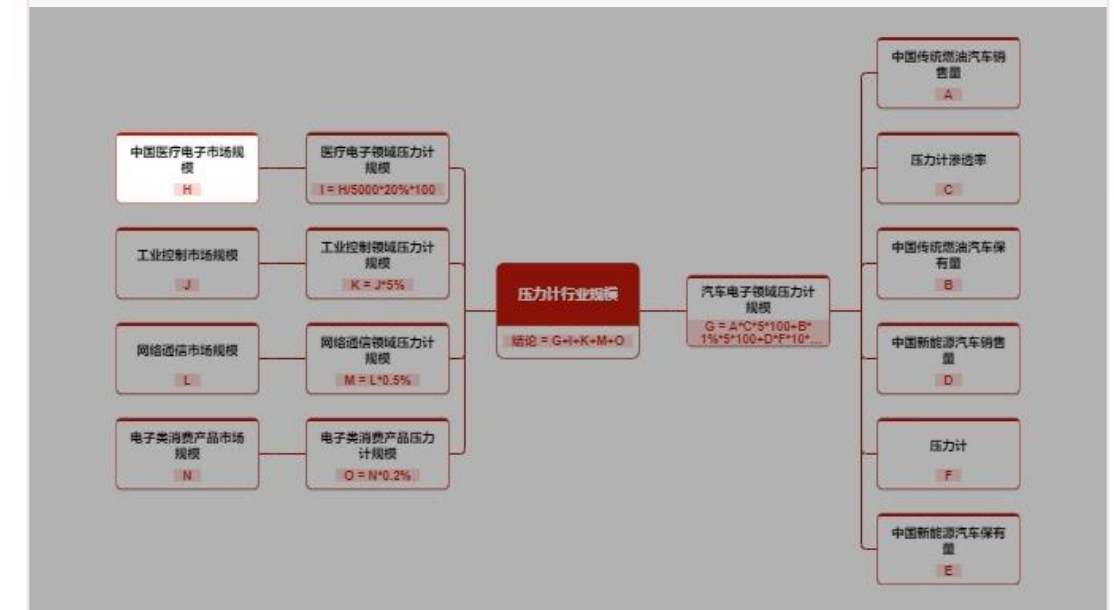 中国医疗电子市场规
模
H
医疗电子领域压力计
规模
I = H/5000*20%*100
工业控制市场规模
J
工业控制领域压力计
规模
K = J*5%
网络通信市场规模
L
网络通信领域压力计
规模
M = L*0.5%
电子类消费产品市场
规模
N
电子类消费产品压力
计规模
O = N*0.2%
压力计行业规模
结论 = G+I+K+M+O
汽车电子领域压力计
规模
G = A*C*5*100+B*
1%*5*100+D*F*10*...
中国传统燃油汽车销
售量
A
压力计渗透率
C
中国传统燃油汽车保
有量
B
中国新能源汽车销售
量
D
压力计
F
中国新能源汽车保有
量
E